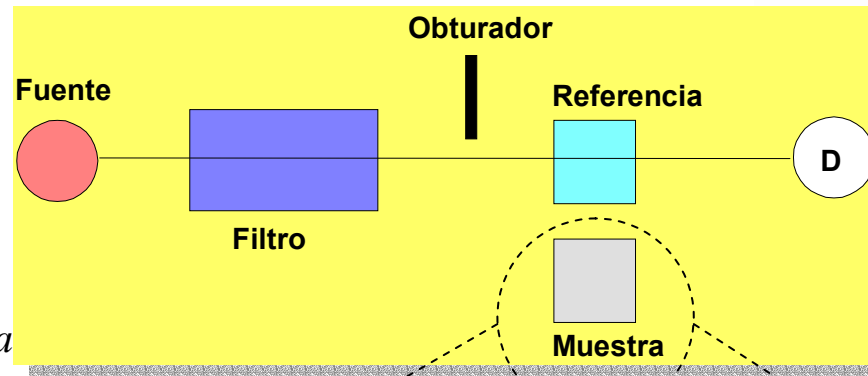 Obturador
Fuente
Referencia
D
Filtro
Muestra
a